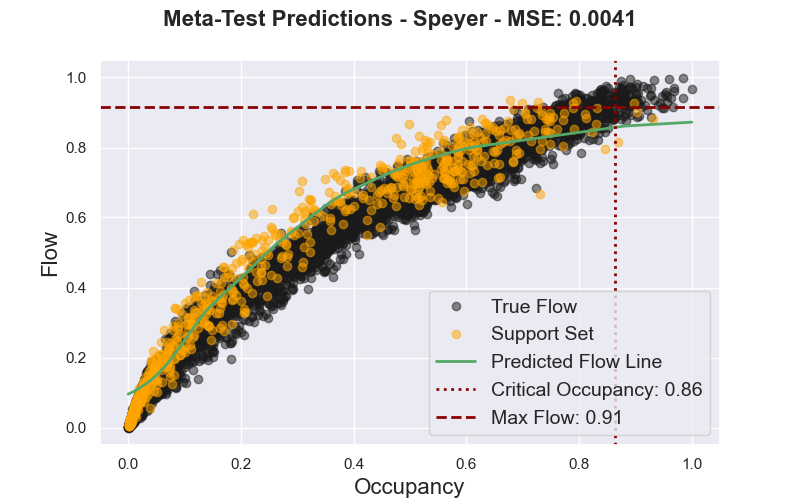 Meta-Test Predictions - Speyer - MSE: 0.0041
Flow
1.0
0.8
0.6
0.4
0.2
0.0
True Flow
Support Set
Predicted Flow Line
Critical Occupancy: 0.86
Max Flow: 0.91
0.0 0.2 0.4 0.6 0.8 1.0
Occupancy